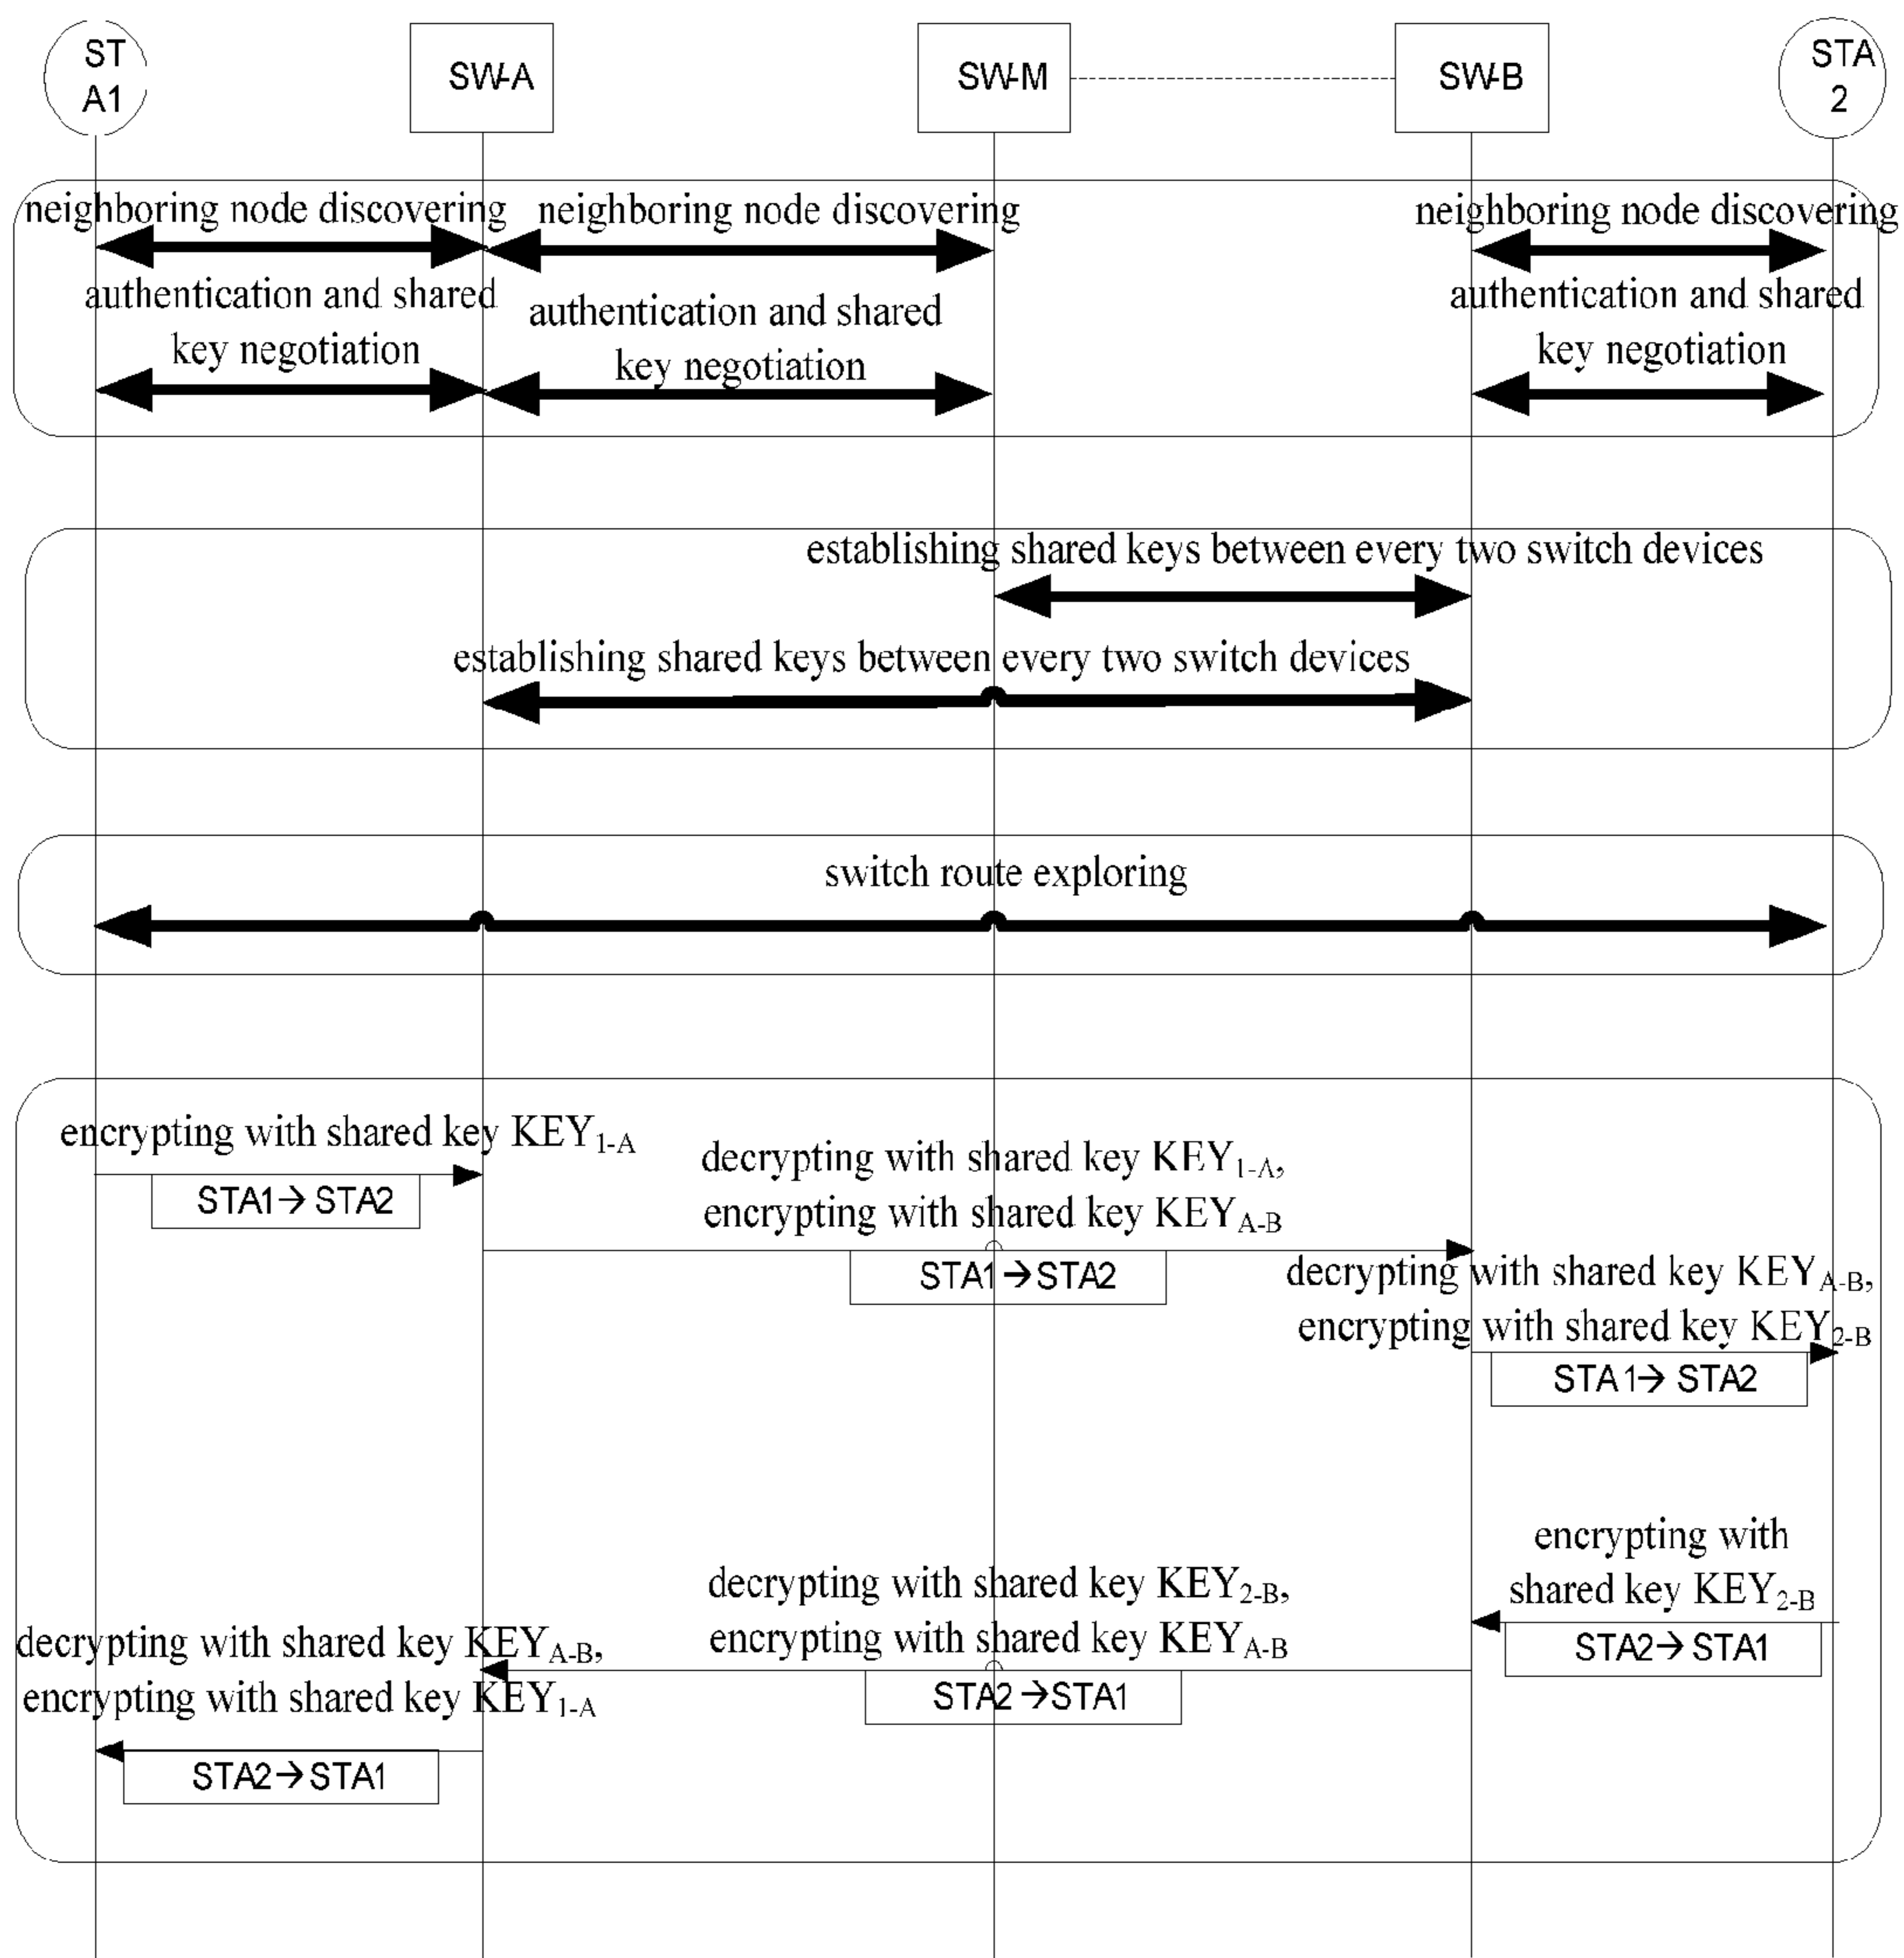 ST
A1
SW-A
SW-M
SW-B
STA
2
neighboring node discovering
neighboring node discovering
neighboring node discovering
authentication and shared
key negotiation
authentication and shared
key negotiation
authentication and shared
key negotiation
establishing shared keys between every two switch devices
establishing shared keys between every two switch devices
switch route exploring
encrypting with shared key KEY1-A
STA1→STA2
decrypting with shared key KEY1-A,
encrypting with shared key KEYA-B
STA1→STA2
decrypting with shared key KEYA-B,
encrypting with shared key KEY2-B
STA1→STA2
encrypting with
shared key KEY2-B
STA2→STA1
decrypting with shared key KEY2-B,
encrypting with shared key KEYA-B
STA2→STA1
decrypting with shared key KEYA-B,
encrypting with shared key KEY1-A
STA2→STA1